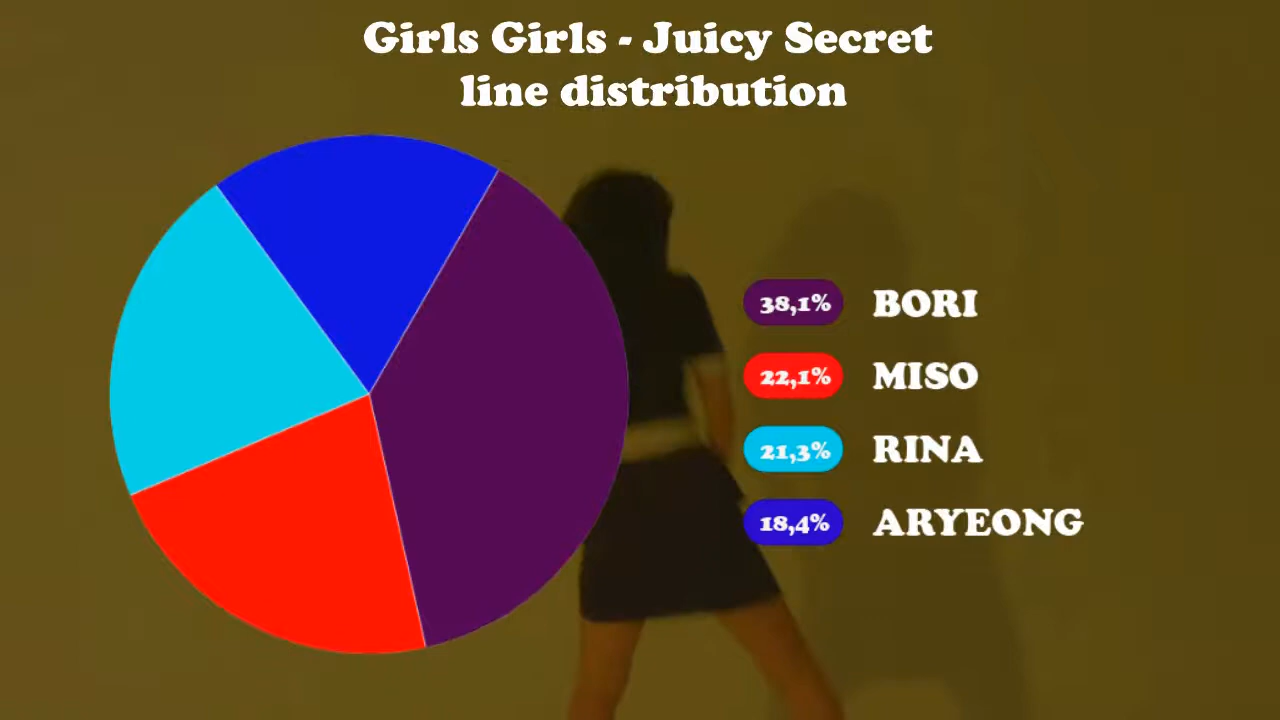 Girls Girls - Juicy Secret
line distribution
38,1% BORI
22,1% MISO
21,3% RINA
18,4% ARYEONG